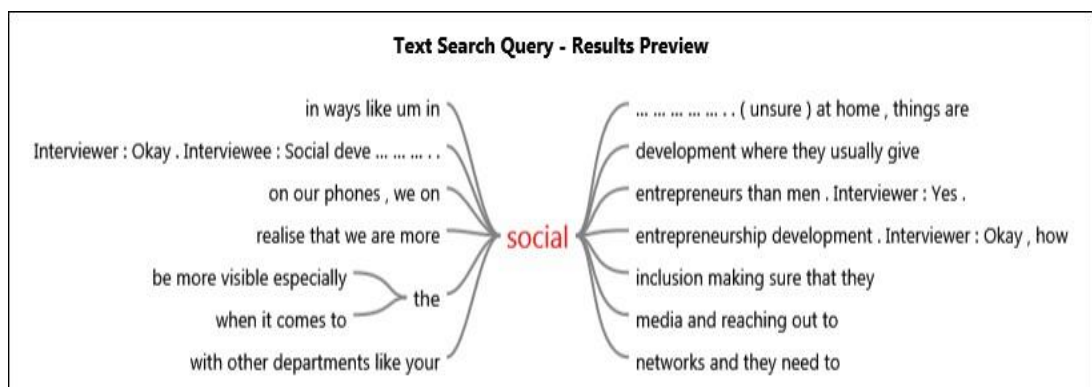 Text Search Query - Results Preview
in ways like um in
Interviewer : Okay . Interviewee : Social deve ... ... ... . .
on our phones , we on
realise that we are more
be more visible especially
when it comes to
the
with other departments like your
social
... ... ... ... ... . . ( unsure ) at home , things are
development where they usually give
entrepreneurs than men . Interviewer : Yes .
entrepreneurship development . Interviewer : Okay , how
inclusion making sure that they
media and reaching out to
networks and they need to